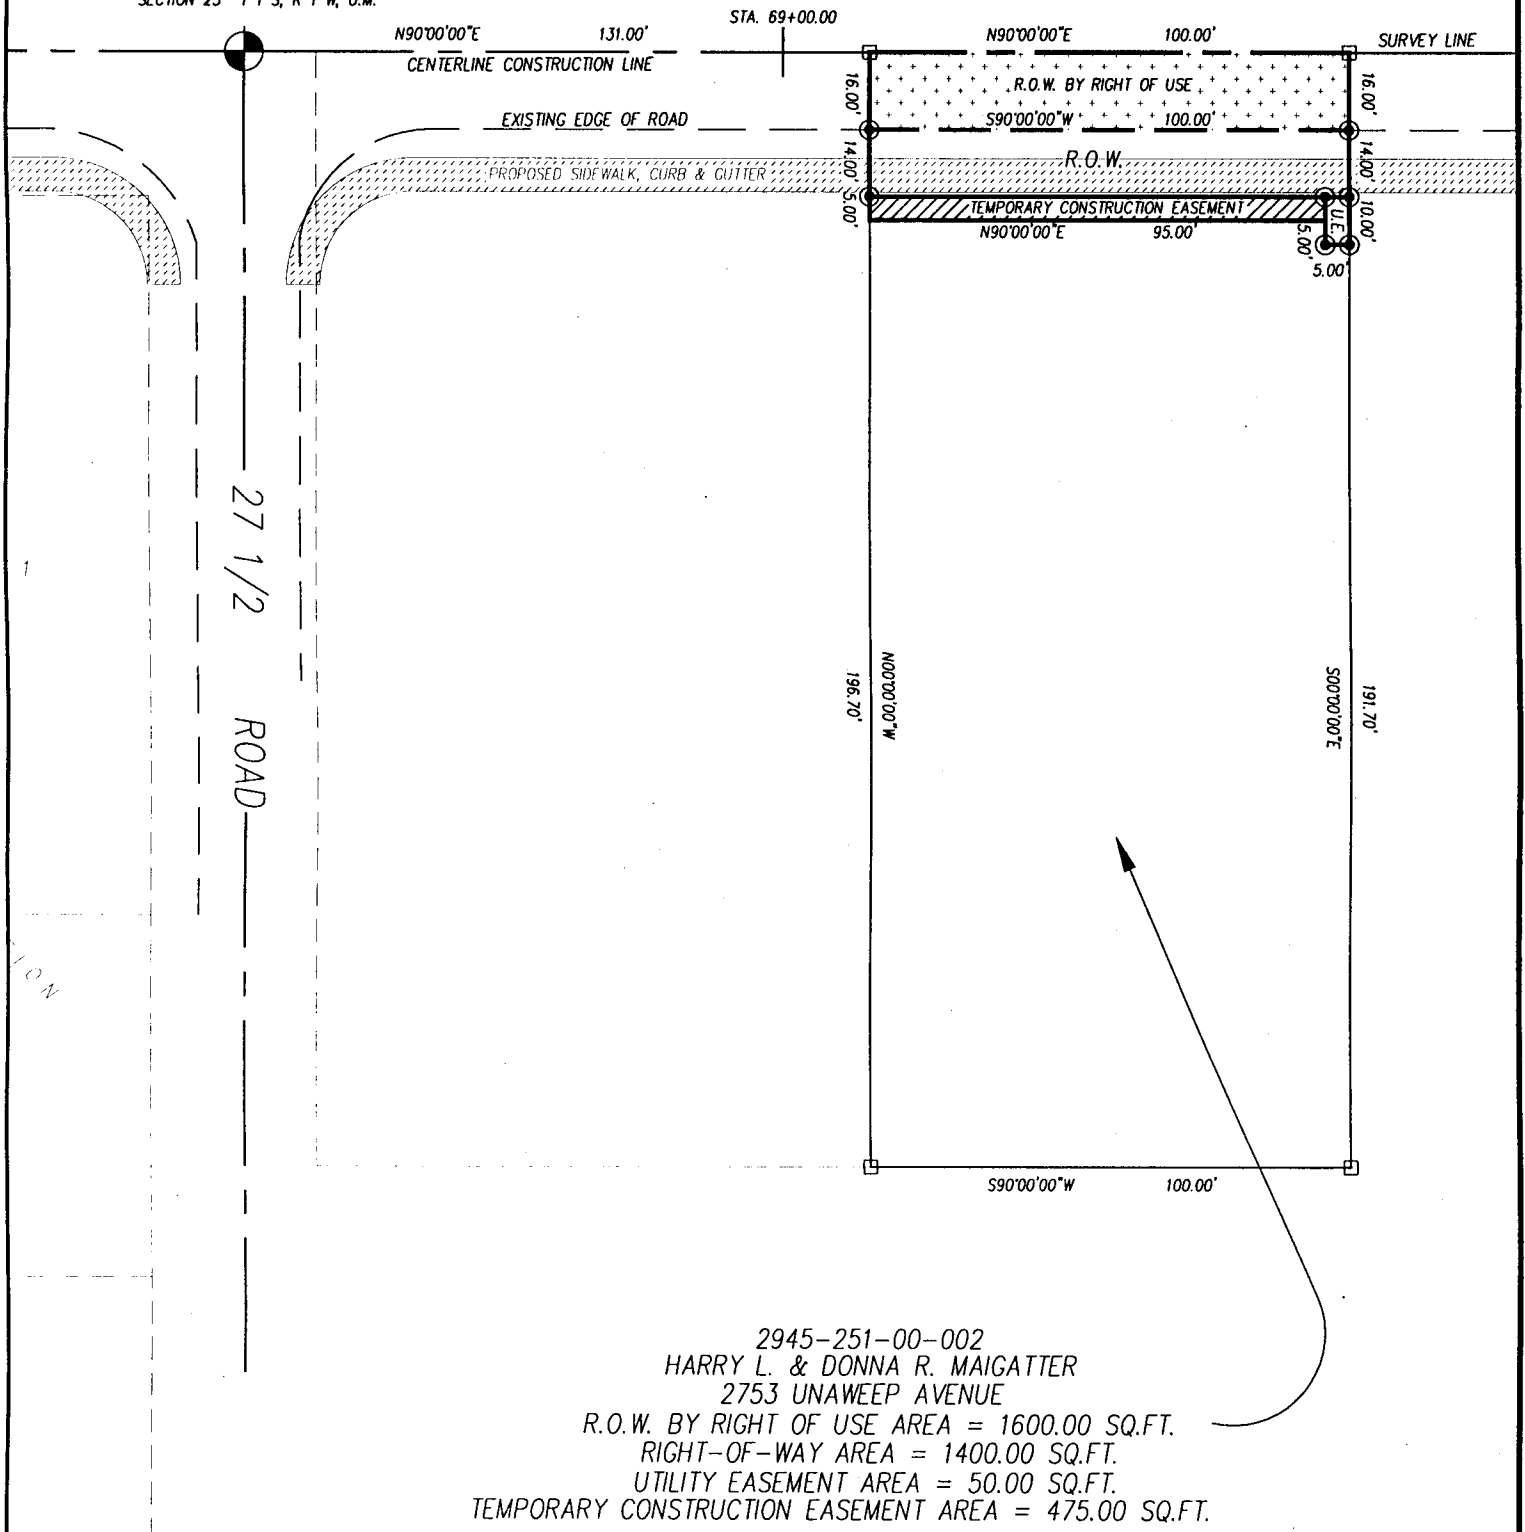 SECTION 25 T 1 S, R 1 W, U.M.
STA. 69+00.00
N90°00'00"E 131.00'
N90°00'00"E 100.00'
SURVEY LINE
CENTERLINE CONSTRUCTION LINE
16.00'
R.O.W. BY RIGHT OF USE
16.00'
EXISTING EDGE OF ROAD
S90°00'00"W 100.00'
14.00'
R.O.W.
14.00'
PROPOSED SIDEWALK, CURB & GUTTER
5.00'
TEMPORARY CONSTRUCTION EASEMENT
U.E.
10.00'
N90°00'00"E 95.00'
5.00'
5.00'
27 1/2 ROAD
1
196.70'
N00°00'00"W
S00°00'00"E
191.70'
ION
S90°00'00"W 100.00'
2945-251-00-002
HARRY L. & DONNA R. MAIGATTER
2753 UNAWEEP AVENUE
R.O.W. BY RIGHT OF USE AREA = 1600.00 SQ.FT.
RIGHT-OF-WAY AREA = 1400.00 SQ.FT.
UTILITY EASEMENT AREA = 50.00 SQ.FT.
TEMPORARY CONSTRUCTION EASEMENT AREA = 475.00 SQ.FT.